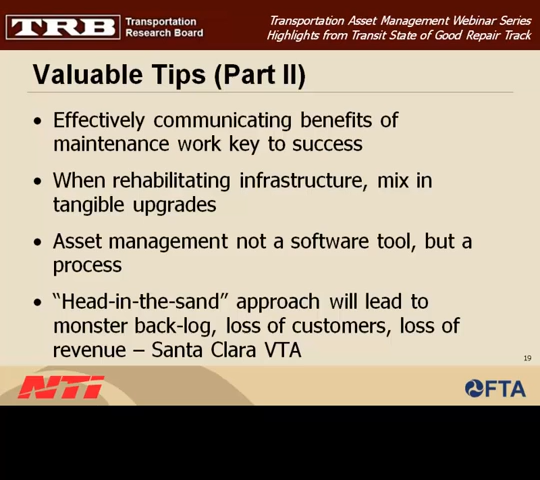 TRB
Transportation
Research Board
Transportation Asset Management Webinar Series
Highlights from Transit State of Good Repair Track
Valuable Tips (Part II)
• Effectively communicating benefits of
maintenance work key to success
• When rehabilitating infrastructure, mix in
tangible upgrades
• Asset management not a software tool, but a
process
• “Head-in-the-sand” approach will lead to
monster back-log, loss of customers, loss of
revenue – Santa Clara VTA
19
NTI
FTA